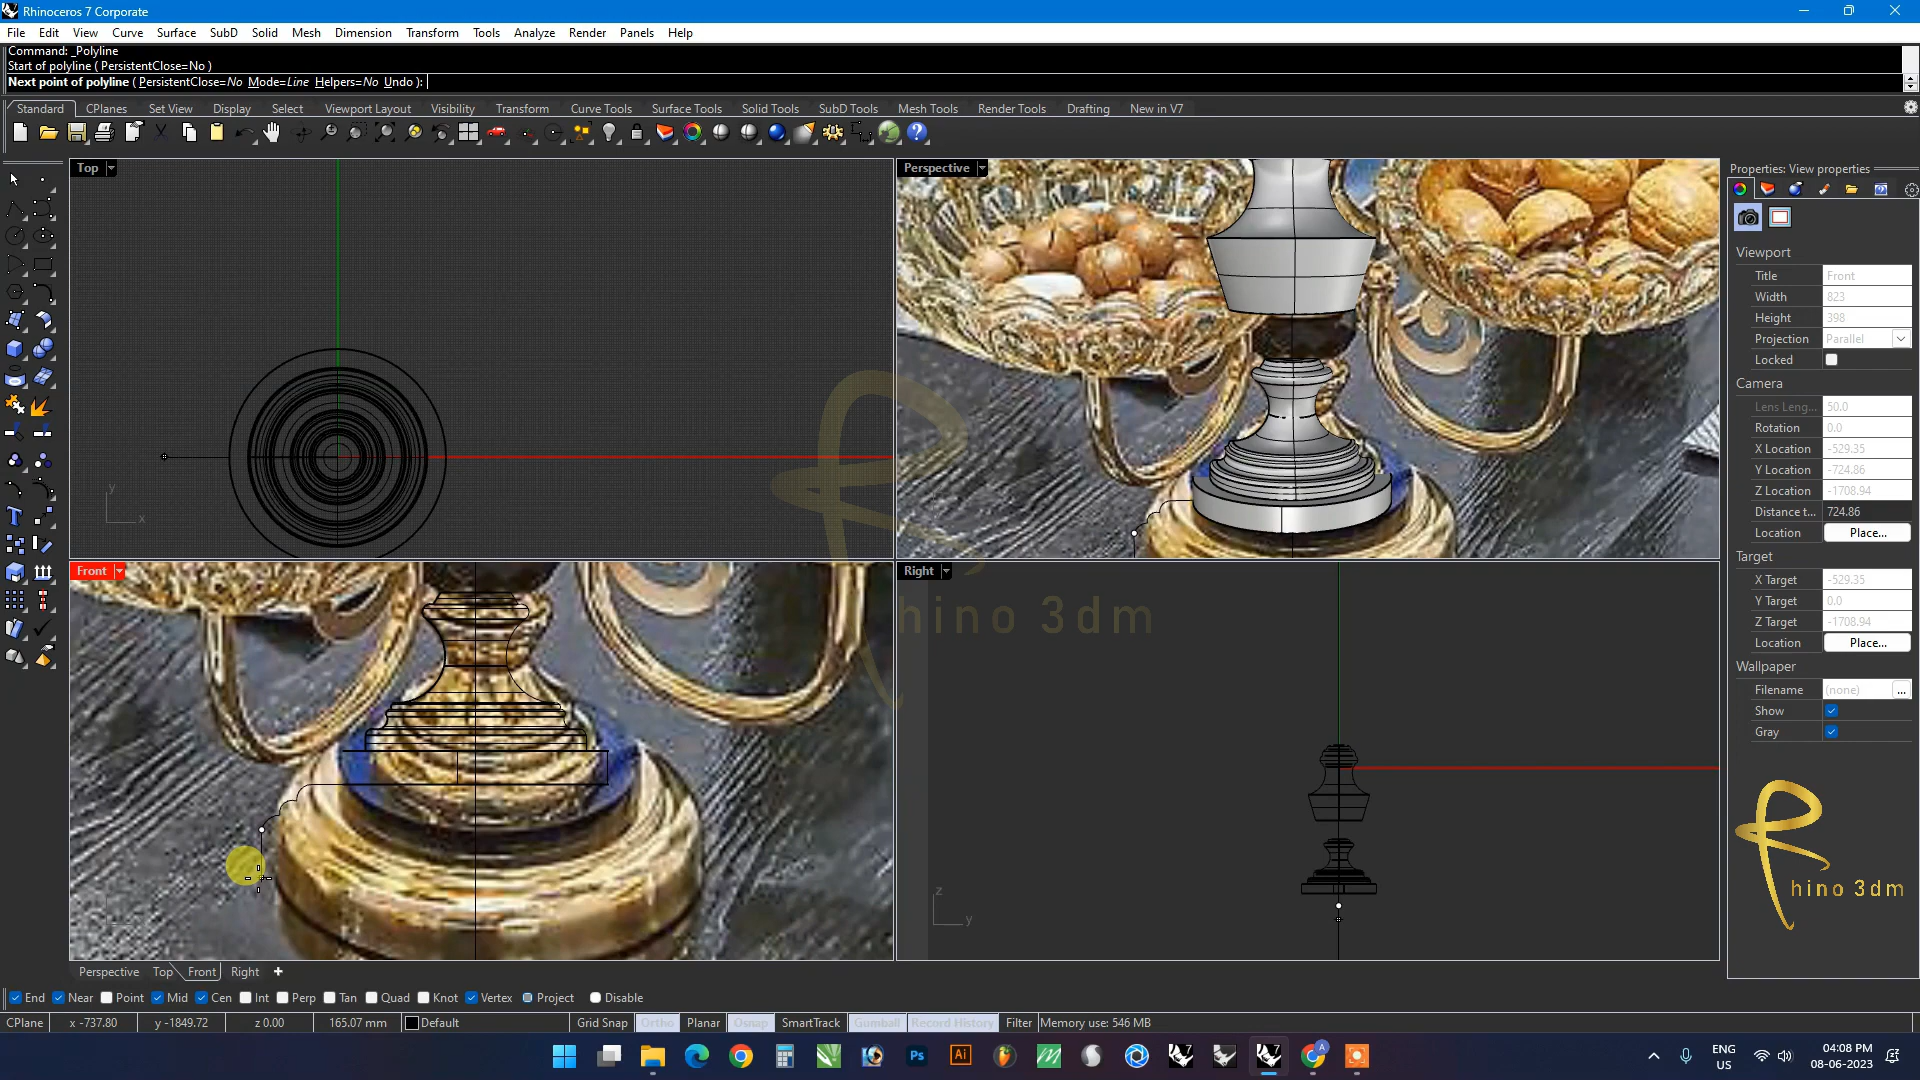 Rhinoceros 7 Corporate
File Edit View Curve Surface SubD Solid Mesh Dimension Transform Tools Analyze Render Panels Help
Command: _Polyline
Start of polyline ( PersistentClose=No )
Next point of polyline ( PersistentClose=No Mode=Line Helpers=No Undo ):
Standard CPlanes Set View Display Select Viewport Layout Visibility Transform Curve Tools Surface Tools Solid Tools SubD Tools Mesh Tools Render Tools Drafting New in V7
Top
Perspective
Front
Right
y
x
z
y
Rhino 3dm
Properties: View properties
Viewport
Title Front
Width 823
Height 398
Projection Parallel
Locked
Camera
Lens Leng... 50.0
Rotation 0.0
X Location -529.35
Y Location -724.86
Z Location -1708.94
Distance t... 724.86
Location Place...
Target
X Target -529.35
Y Target 0.0
Z Target -1708.94
Location Place...
Wallpaper
Filename (none) ...
Show
Gray
Rhino 3dm
Perspective Top Front Right
End Near Point Mid Cen Int Perp Tan Quad Knot Vertex Project Disable
CPlane x -737.80 y -1849.72 z 0.00 165.07 mm Default Grid Snap Ortho Planar Osnap SmartTrack Gumball Record History Filter Memory use: 546 MB
Ps Ai 7 A
ENG
US
04:08 PM
08-06-2023